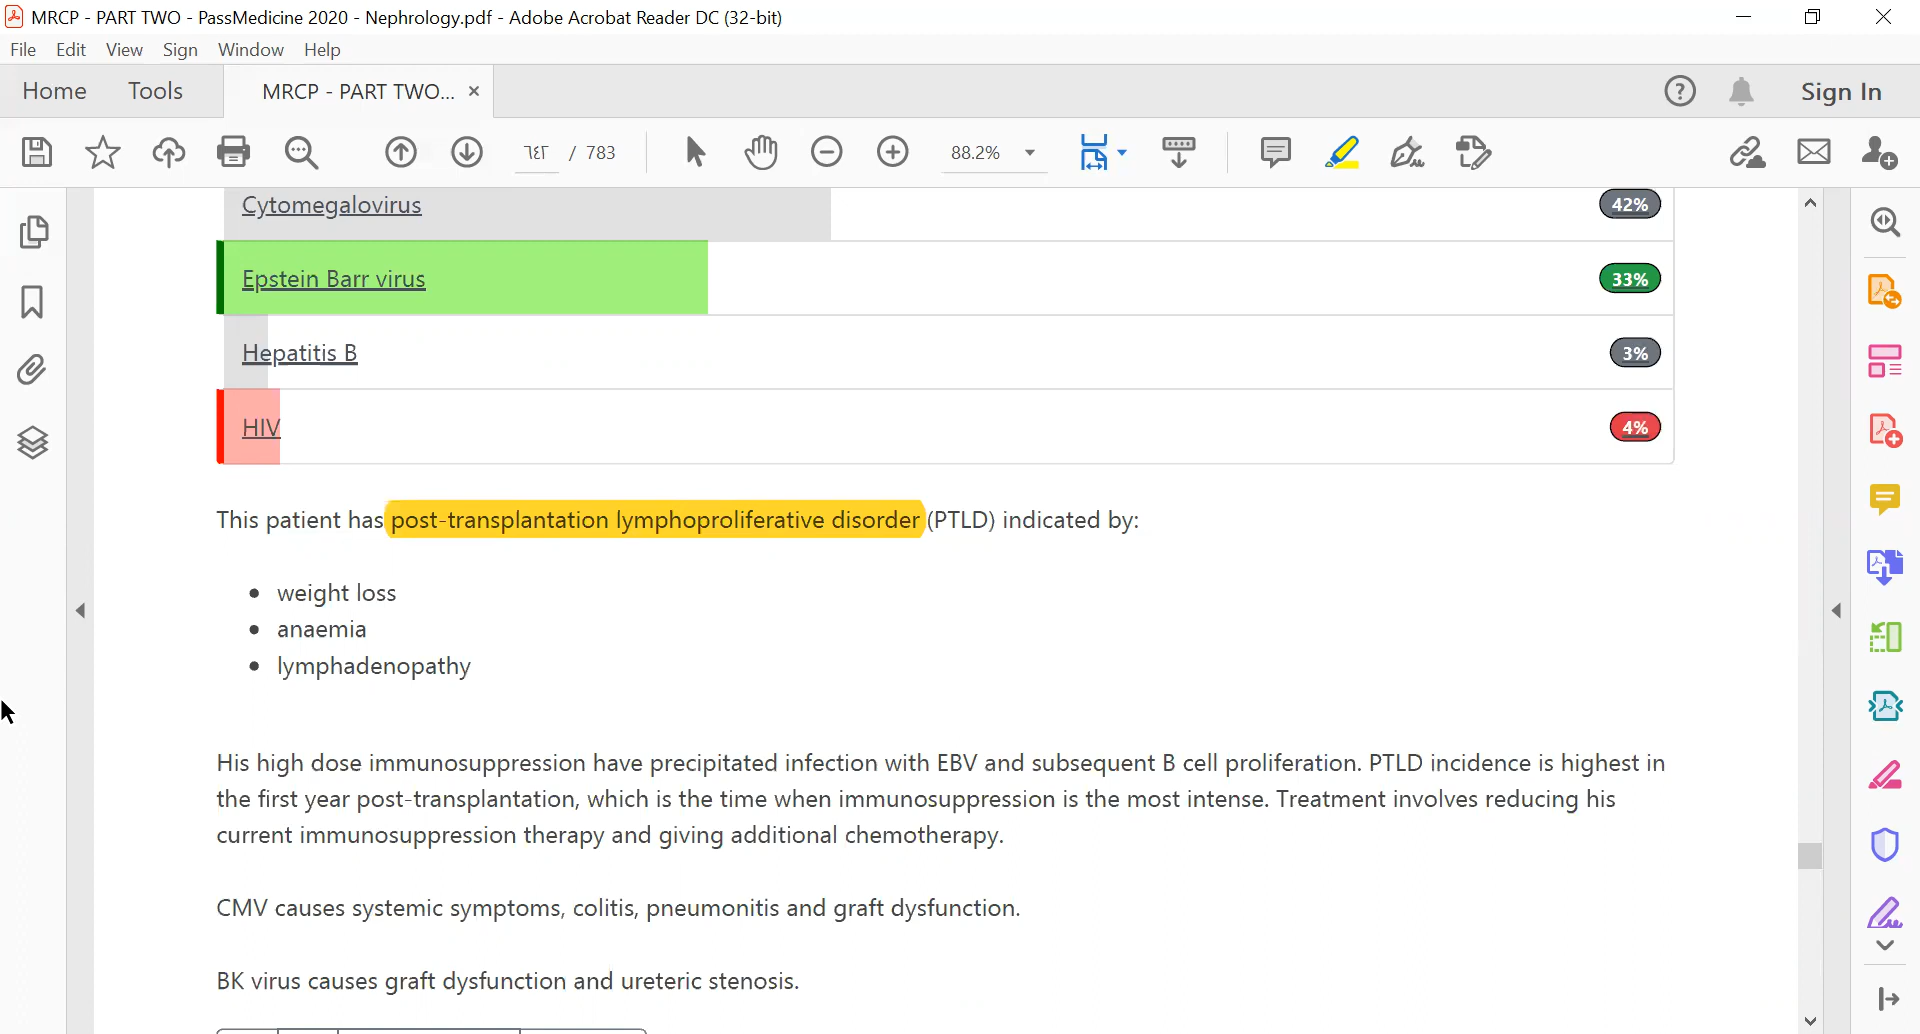 MRCP - PART TWO - PassMedicine 2020 - Nephrology.pdf - Adobe Acrobat Reader DC (32-bit)
File Edit View Sign Window Help
Home Tools MRCP - PART TWO... × Sign In
٦٤٣ / 783 88.2%
Cytomegalovirus 42%
Epstein Barr virus 33%
Hepatitis B 3%
HIV 4%
This patient has post-transplantation lymphoproliferative disorder (PTLD) indicated by:
• weight loss
• anaemia
• lymphadenopathy
His high dose immunosuppression have precipitated infection with EBV and subsequent B cell proliferation. PTLD incidence is highest in
the first year post-transplantation, which is the time when immunosuppression is the most intense. Treatment involves reducing his
current immunosuppression therapy and giving additional chemotherapy.
CMV causes systemic symptoms, colitis, pneumonitis and graft dysfunction.
BK virus causes graft dysfunction and ureteric stenosis.